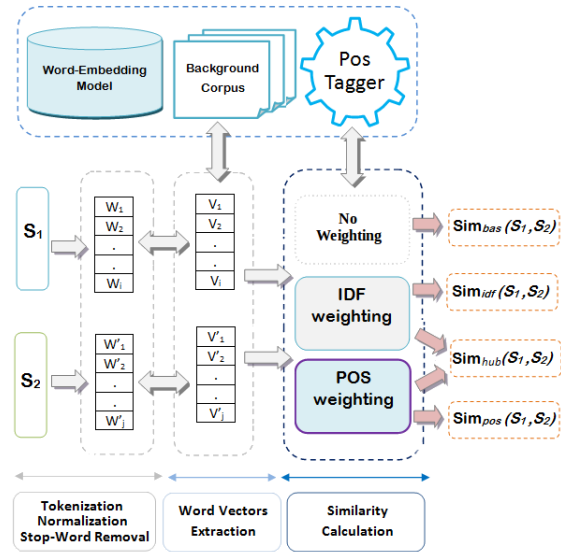 Word-Embedding
Model
Background
Corpus
Pos
Tagger
S1
W1
W2
.
.
Wi
V1
V2
.
.
Vi
No
Weighting
Simbas(S1,S2)
IDF
weighting
Simidf(S1,S2)
S2
W'1
W'2
.
.
W'j
V'1
V'2
.
.
V'j
POS
weighting
Simhub(S1,S2)
Simpos(S1,S2)
Tokenization
Normalization
Stop-Word Removal
Word Vectors
Extraction
Similarity
Calculation